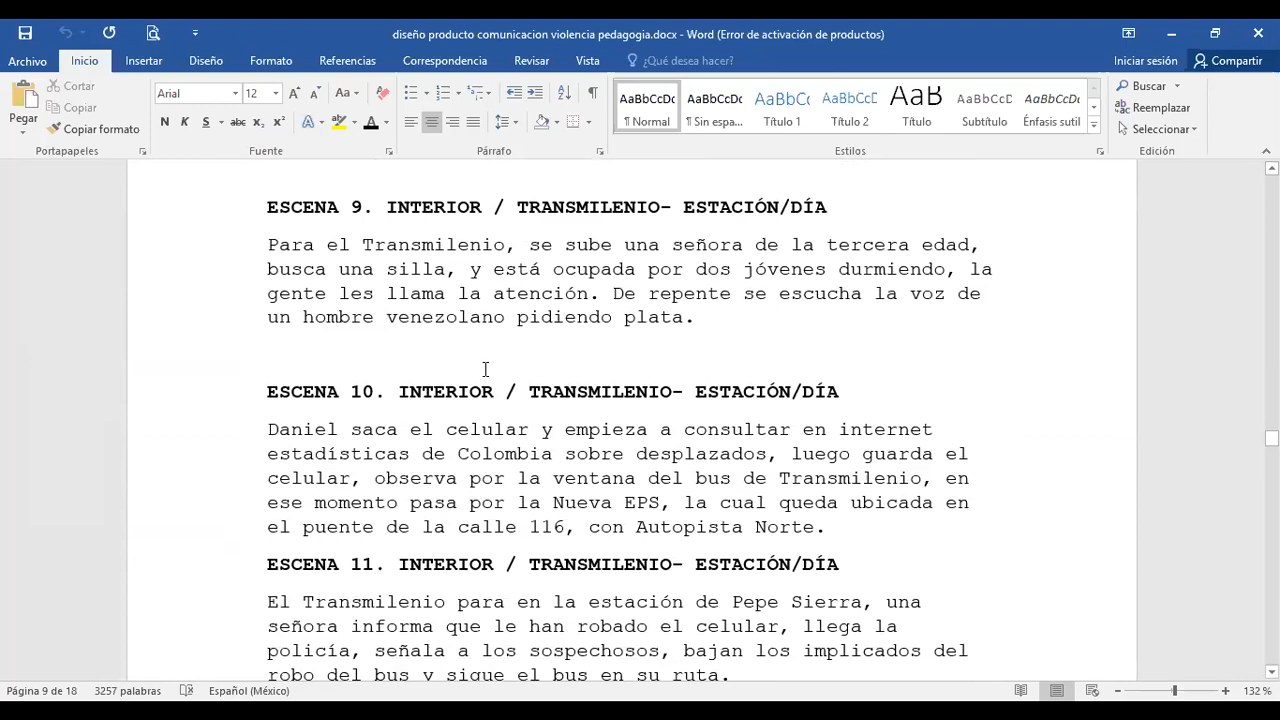 diseño producto comunicacion violencia pedagogia.docx - Word (Error de activación de productos)
Archivo Inicio Insertar Diseño Formato Referencias Correspondencia Revisar Vista ¿Qué desea hacer? Iniciar sesión Compartir
Pegar
Cortar
Copiar
Copiar formato
Portapapeles
Arial 12 Aa
N K S abc x₂ x² A A
Fuente
Párrafo
AaBbCcDc AaBbCcDc AaBbCc AaBbCcD AaB AaBbCcD AaBbCcDc
¶ Normal ¶ Sin espa... Título 1 Título 2 Título Subtítulo Énfasis sutil
Estilos
Buscar
Reemplazar
Seleccionar
Edición
ESCENA 9. INTERIOR / TRANSMILENIO- ESTACIÓN/DÍA
Para el Transmilenio, se sube una señora de la tercera edad,
busca una silla, y está ocupada por dos jóvenes durmiendo, la
gente les llama la atención. De repente se escucha la voz de
un hombre venezolano pidiendo plata.
ESCENA 10. INTERIOR / TRANSMILENIO- ESTACIÓN/DÍA
Daniel saca el celular y empieza a consultar en internet
estadísticas de Colombia sobre desplazados, luego guarda el
celular, observa por la ventana del bus de Transmilenio, en
ese momento pasa por la Nueva EPS, la cual queda ubicada en
el puente de la calle 116, con Autopista Norte.
ESCENA 11. INTERIOR / TRANSMILENIO- ESTACIÓN/DÍA
El Transmilenio para en la estación de Pepe Sierra, una
señora informa que le han robado el celular, llega la
policía, señala a los sospechosos, bajan los implicados del
robo del bus y sigue el bus en su ruta.
Página 9 de 18 3257 palabras Español (México) 132 %